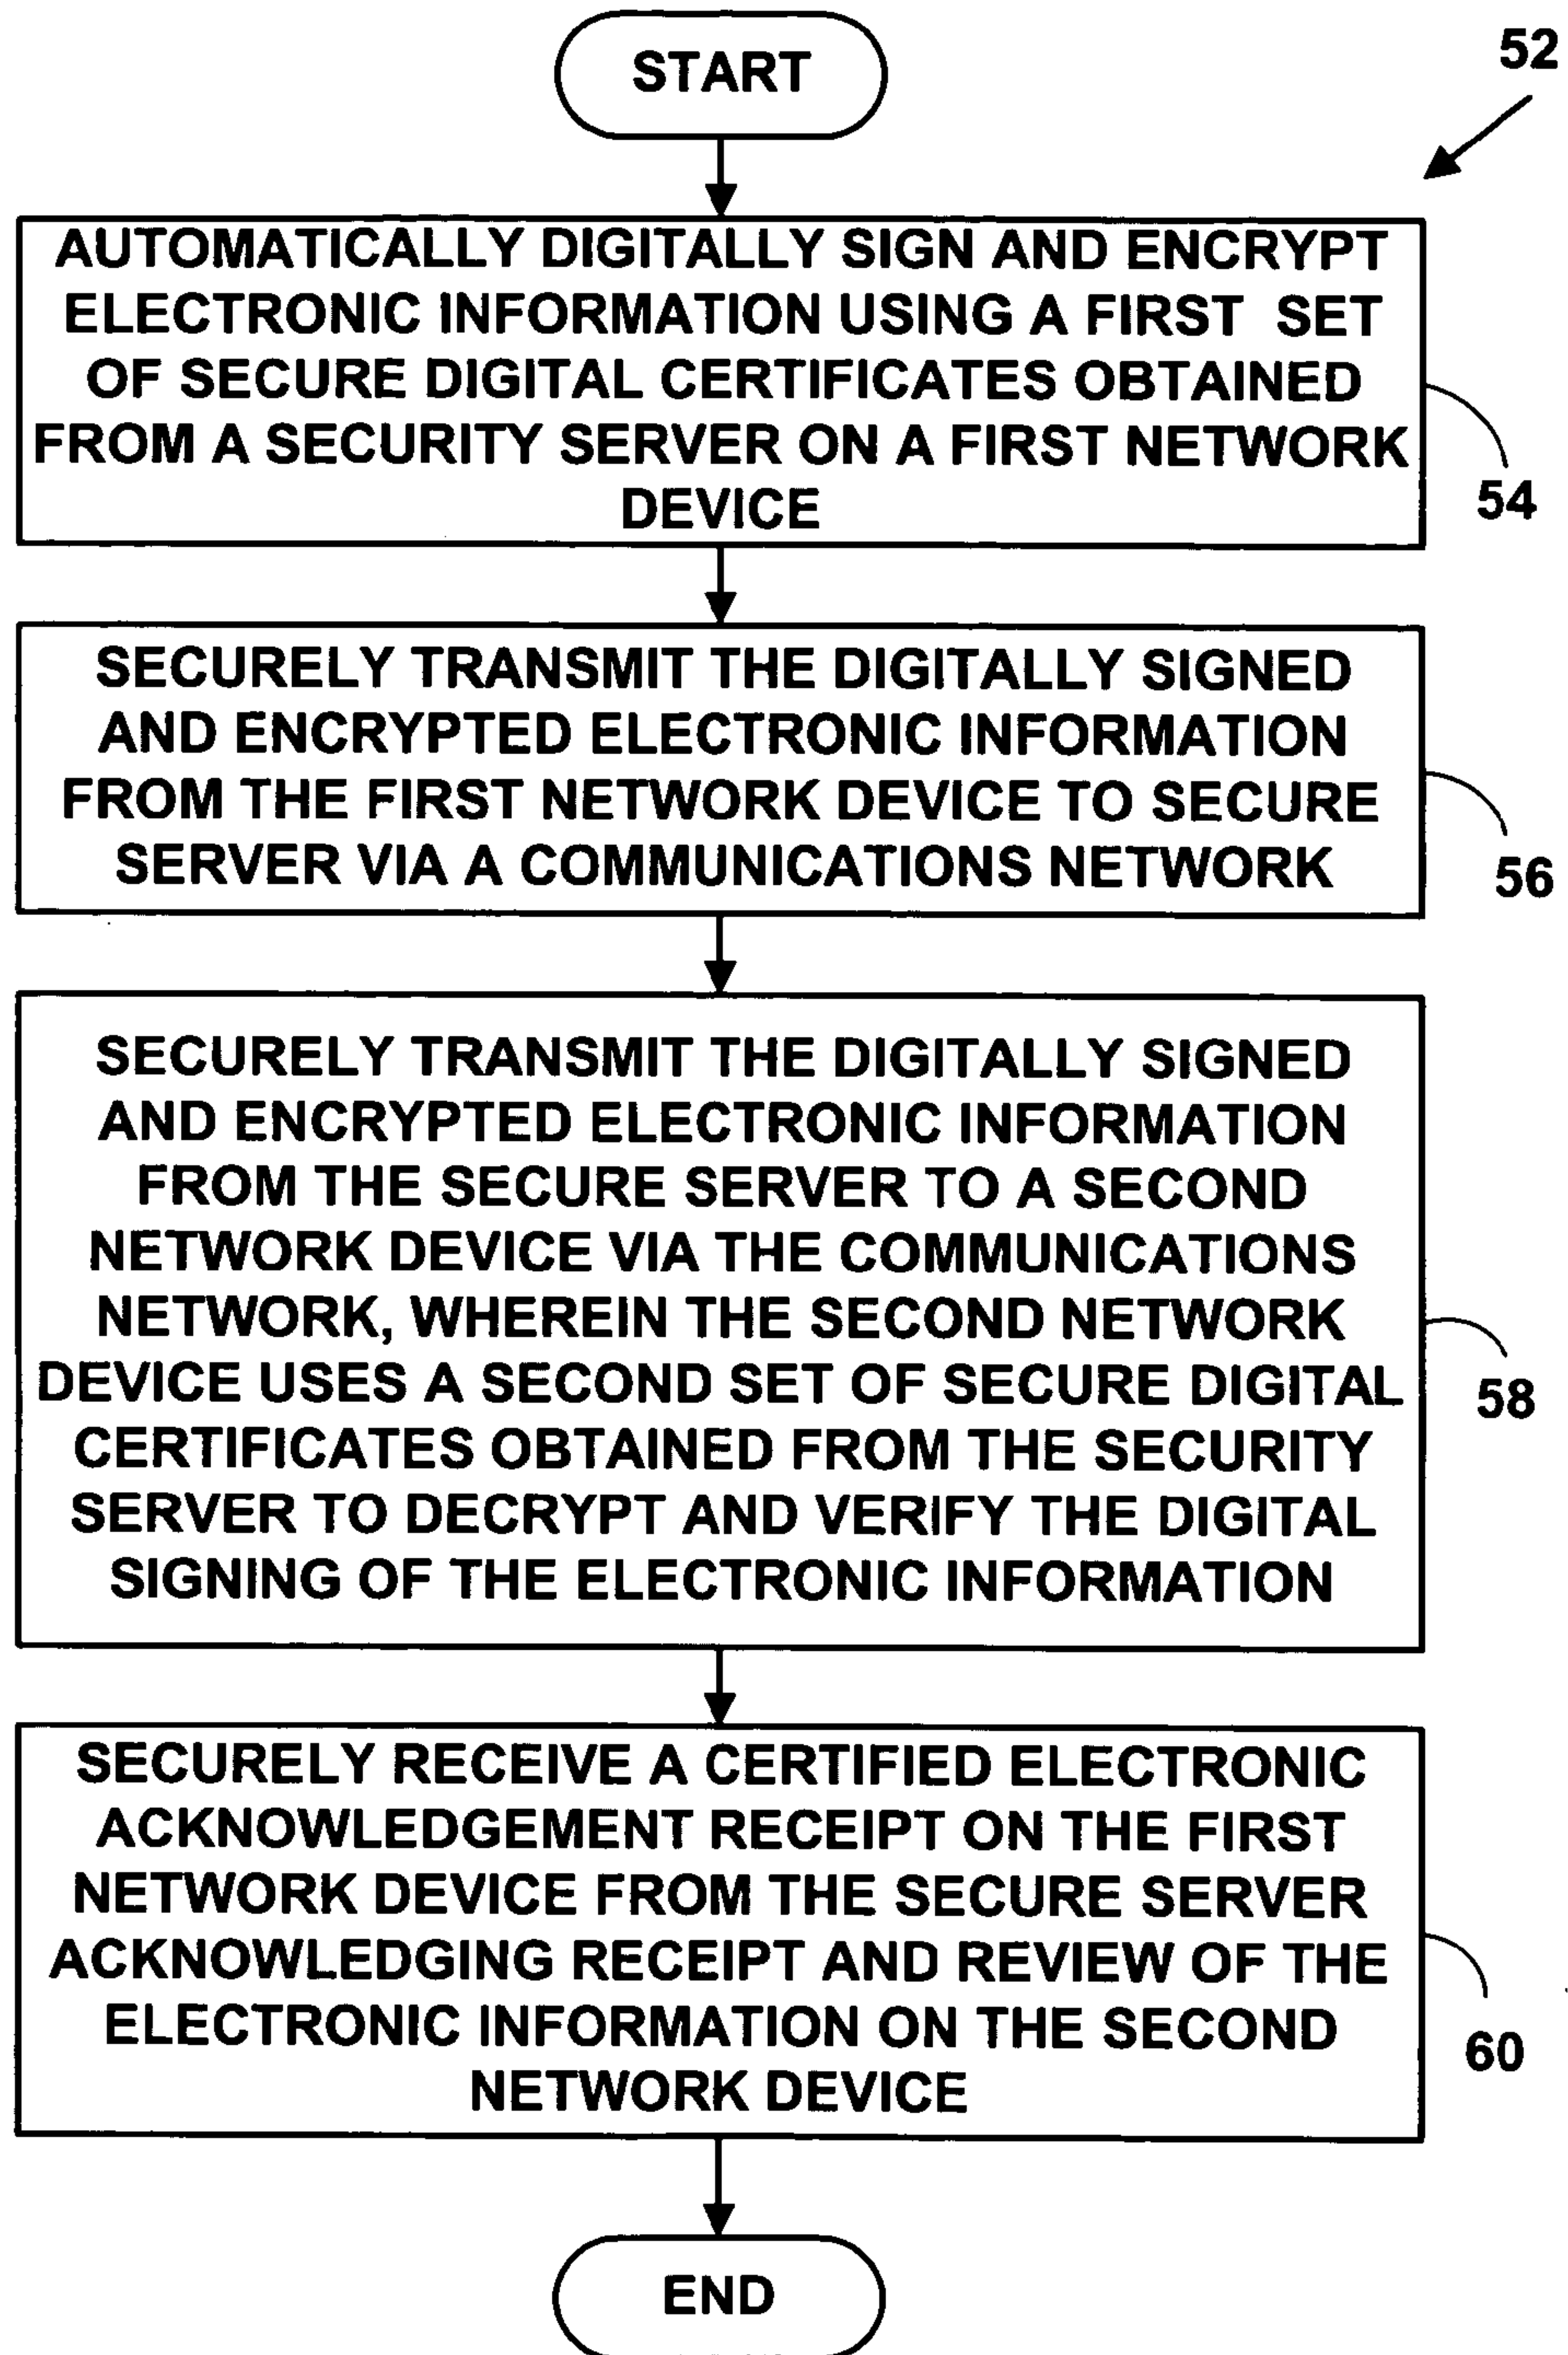 START
52
AUTOMATICALLY DIGITALLY SIGN AND ENCRYPT
ELECTRONIC INFORMATION USING A FIRST SET
OF SECURE DIGITAL CERTIFICATES OBTAINED
FROM A SECURITY SERVER ON A FIRST NETWORK
DEVICE
54
SECURELY TRANSMIT THE DIGITALLY SIGNED
AND ENCRYPTED ELECTRONIC INFORMATION
FROM THE FIRST NETWORK DEVICE TO SECURE
SERVER VIA A COMMUNICATIONS NETWORK
56
SECURELY TRANSMIT THE DIGITALLY SIGNED
AND ENCRYPTED ELECTRONIC INFORMATION
FROM THE SECURE SERVER TO A SECOND
NETWORK DEVICE VIA THE COMMUNICATIONS
NETWORK, WHEREIN THE SECOND NETWORK
DEVICE USES A SECOND SET OF SECURE DIGITAL
CERTIFICATES OBTAINED FROM THE SECURITY
SERVER TO DECRYPT AND VERIFY THE DIGITAL
SIGNING OF THE ELECTRONIC INFORMATION
58
SECURELY RECEIVE A CERTIFIED ELECTRONIC
ACKNOWLEDGEMENT RECEIPT ON THE FIRST
NETWORK DEVICE FROM THE SECURE SERVER
ACKNOWLEDGING RECEIPT AND REVIEW OF THE
ELECTRONIC INFORMATION ON THE SECOND
NETWORK DEVICE
60
END